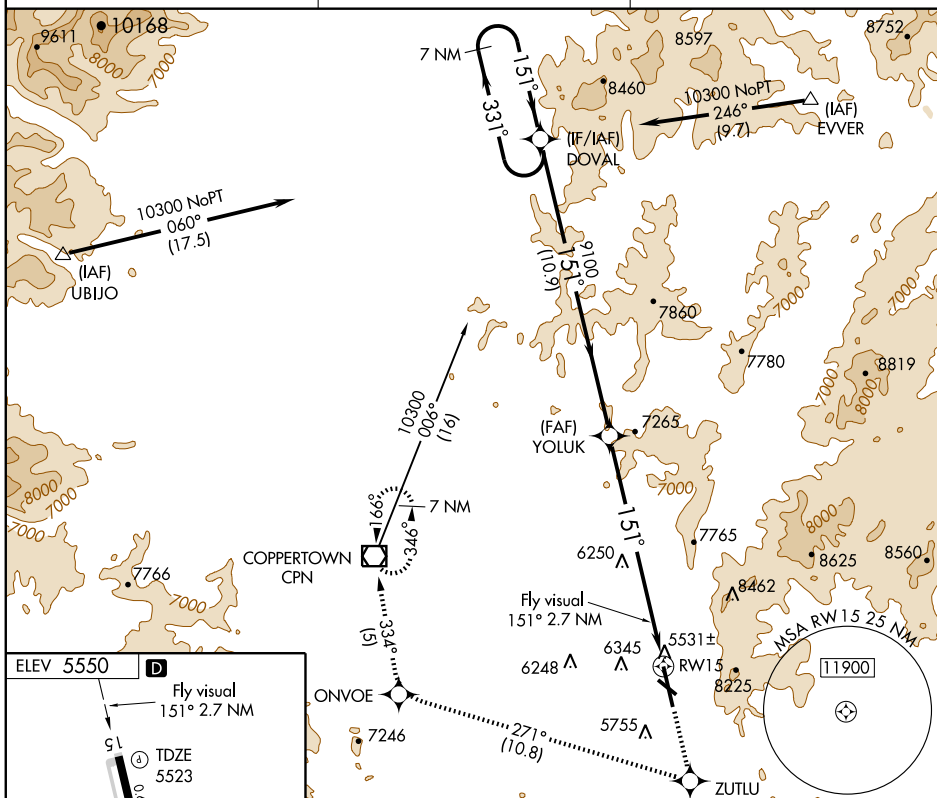 9611
10168
8000
7000
7 NM
151°
331°
8597
8460
8752
10300 NoPT
246°
(9.7)
(IAF)
EVVER
(IF/IAF)
DOVAL
10300 NoPT
060°
(17.5)
(IAF)
UBIJO
9100
151°
(10.9)
7860
7000
7780
7000
8819
7000
8000
10300
006°
(16)
(FAF)
YOLUK
7265
7000
8000
7000
7000
166°
346°
7 NM
151°
7765
8000
8625
8560
COPPERTOWN
CPN
6250
7766
7000
8462
Fly visual
151° 2.7 NM
334°
(5)
6248
6345
5531±
RW15
8225
MSA RW15 25 NM
11900
ELEV 5550
D
Fly visual
151° 2.7 NM
ONVOE
5755
271°
(10.8)
7246
ZUTLU
15
P
TDZE
5523